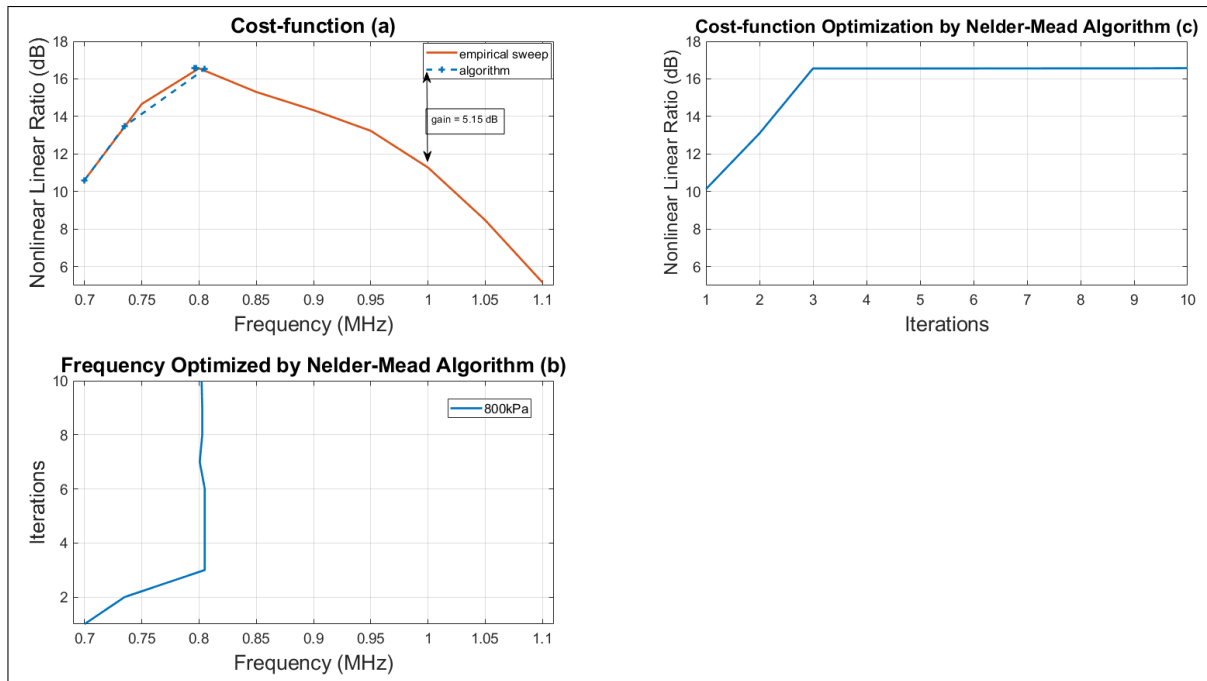 Cost-function (a)
Nonlinear Linear Ratio (dB)
18
16
14
12
10
8
6
empirical sweep
algorithm
gain = 5.15 dB
0.7 0.75 0.8 0.85 0.9 0.95 1 1.05 1.1
Frequency (MHz)
Cost-function Optimization by Nelder-Mead Algorithm (c)
Nonlinear Linear Ratio (dB)
18
16
14
12
10
8
6
1 2 3 4 5 6 7 8 9 10
Iterations
Frequency Optimized by Nelder-Mead Algorithm (b)
Iterions
10
8
6
4
2
800kPa
0.7 0.75 0.8 0.85 0.9 0.95 1 1.05 1.1
Frequency (MHz)